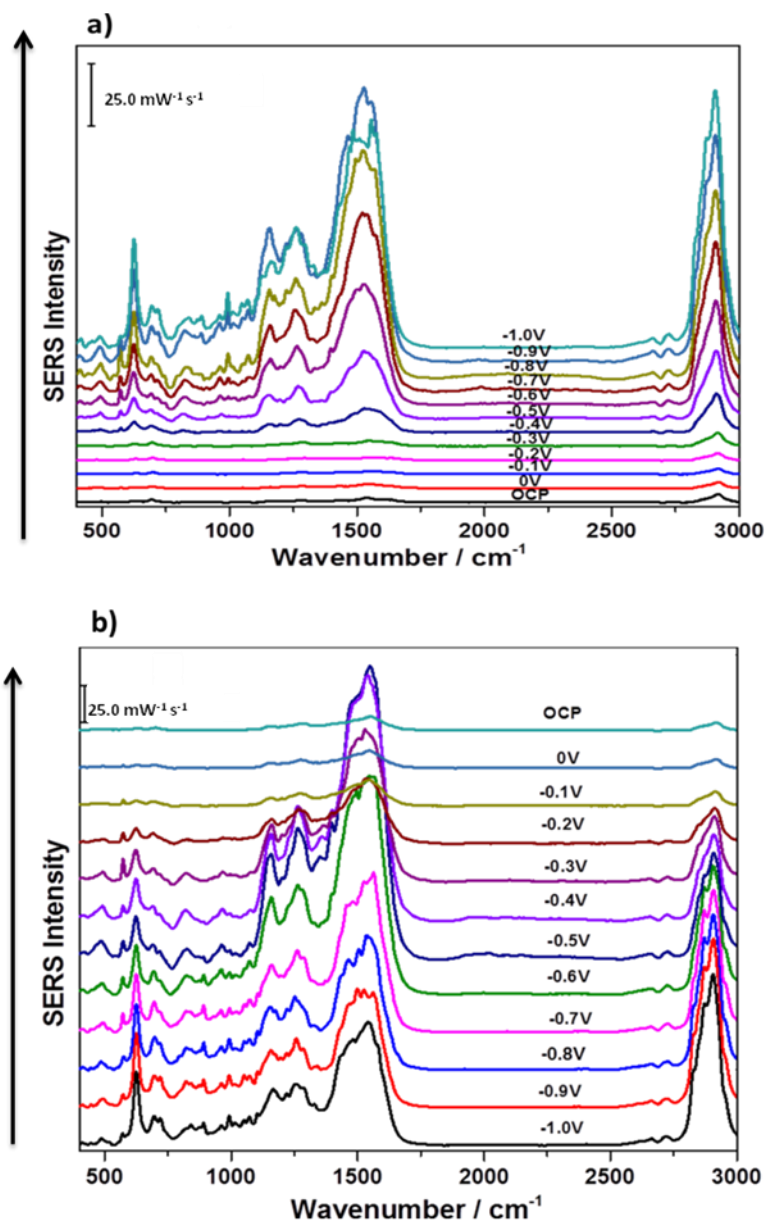 a)
25.0 mW-1 s-1
SERS Intensity
-1.0V
-0.9V
-0.8V
-0.7V
-0.6V
-0.5V
-0.4V
-0.3V
-0.2V
-0.1V
0V
OCP
500 1000 1500 2000 2500 3000
Wavenumber / cm-1
b)
25.0 mW-1 s-1
SERS Intensity
OCP
0V
-0.1V
-0.2V
-0.3V
-0.4V
-0.5V
-0.6V
-0.7V
-0.8V
-0.9V
-1.0V
500 1000 1500 2000 2500 3000
Wavenumber / cm-1